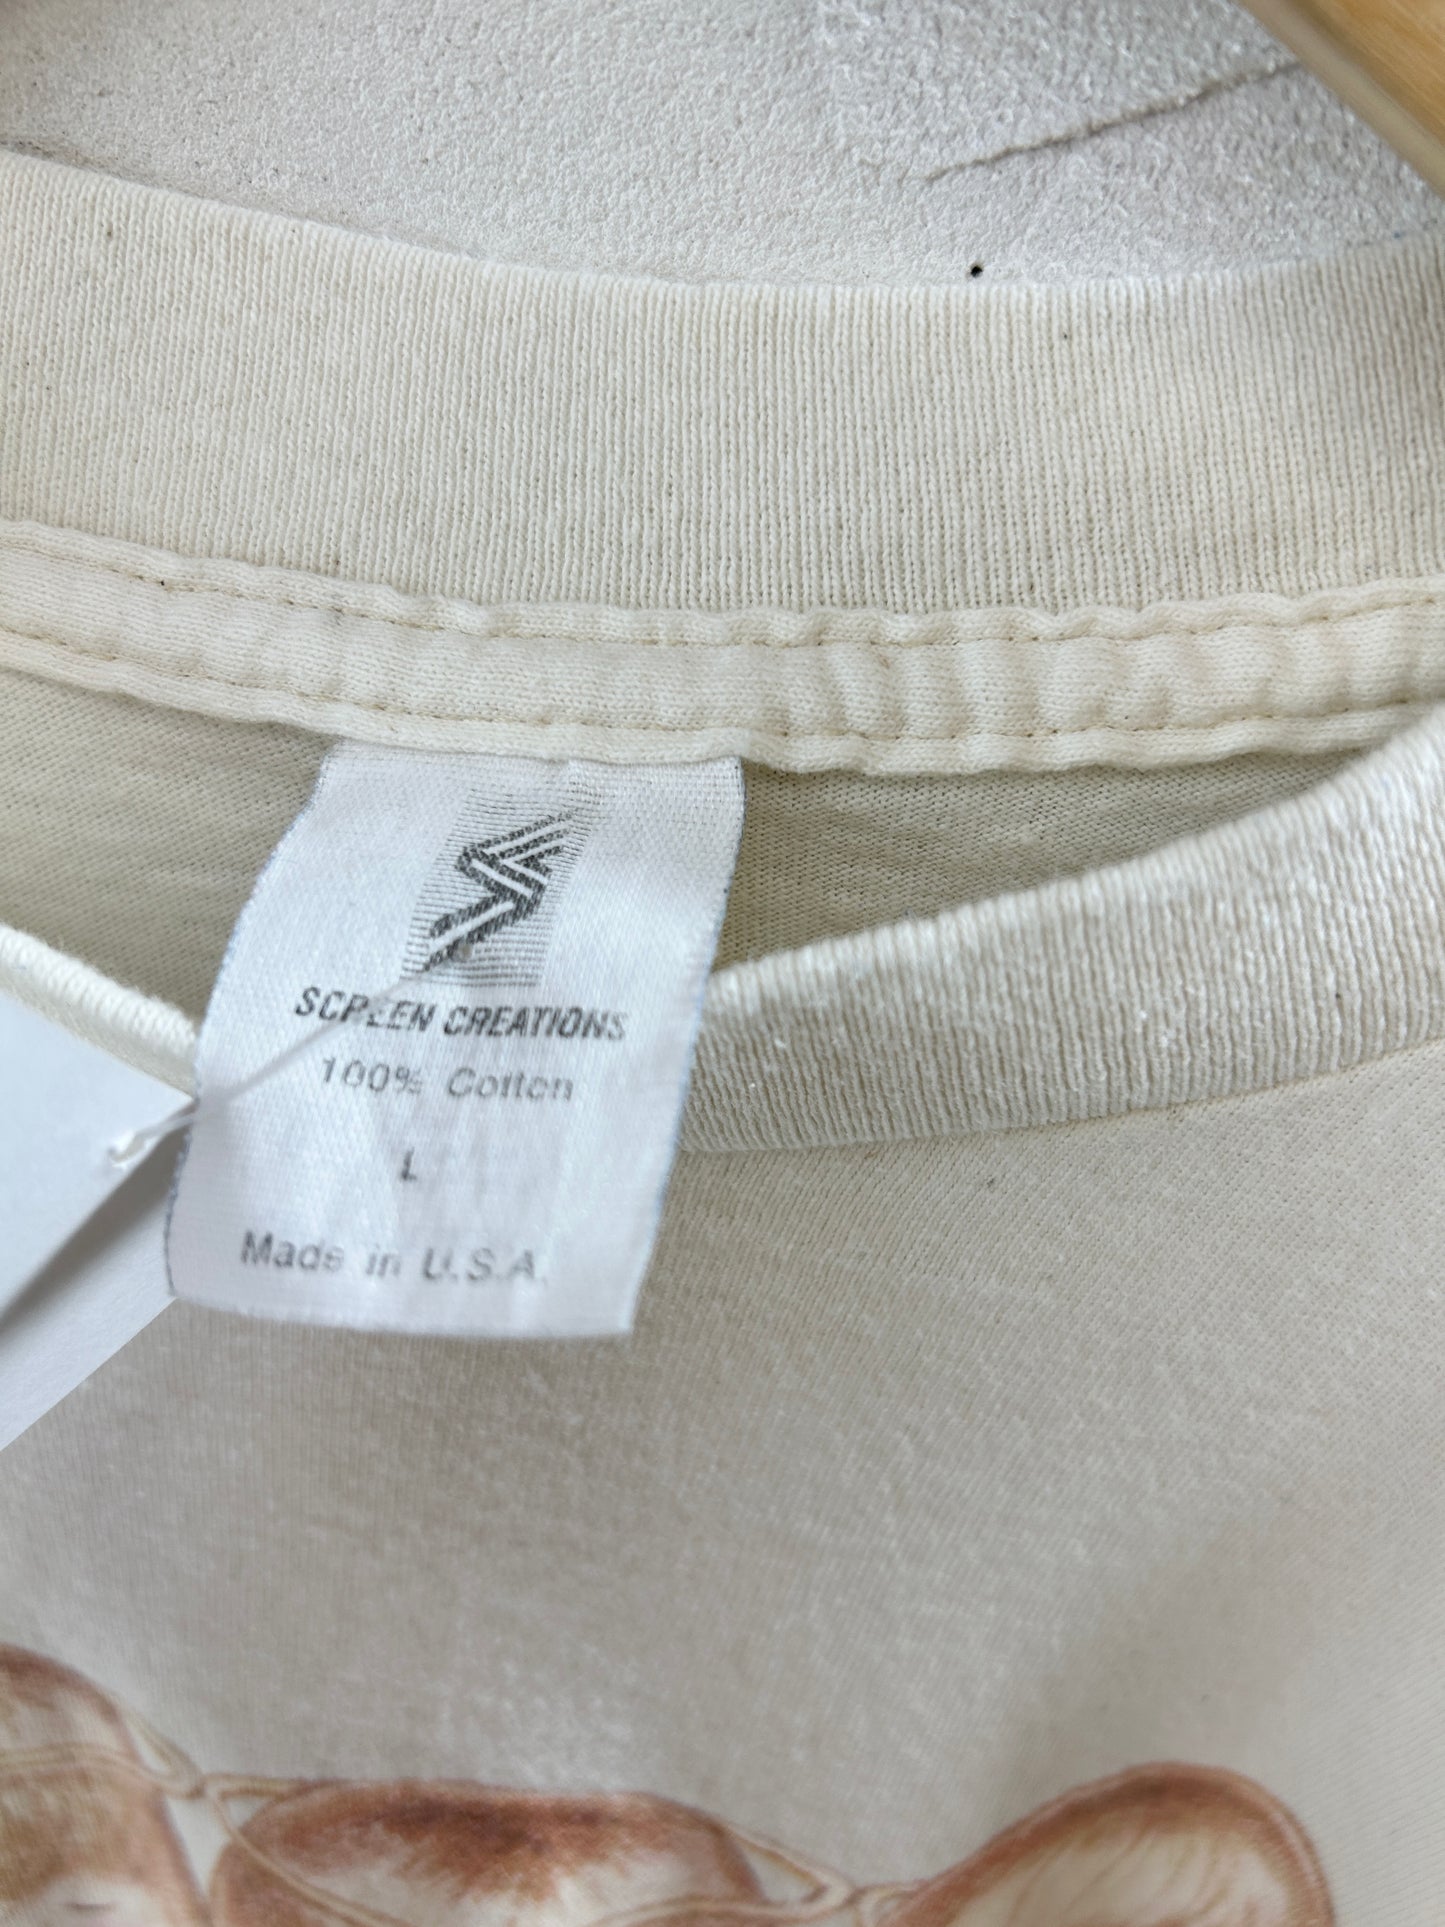 SCREEN CREATIONS
100% Cotton
L
Made in U.S.A.